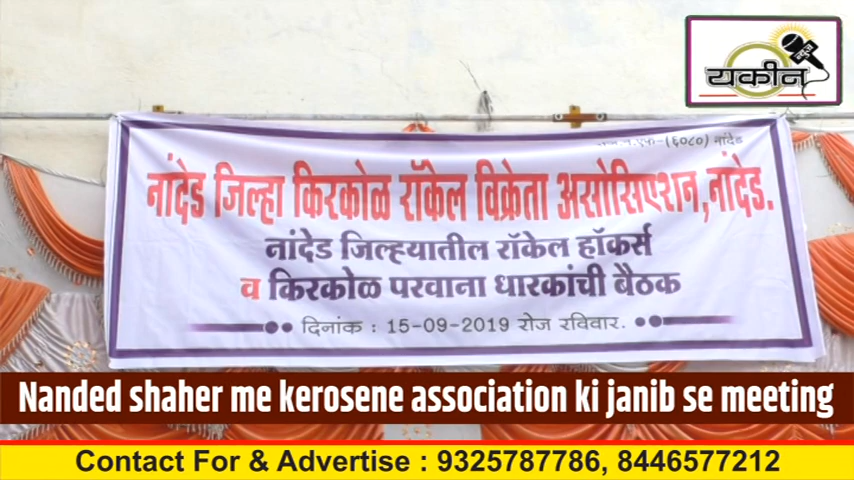 न्यूज
यकीन
(६०८०) नांदेड
नांदेड जिल्हा किरकोळ रॉकेल विक्रेता असोसिएशन,नांदेड.
नांदेड जिल्ह्यातील रॉकेल हॉकर्स
व किरकोळ परवाना धारकांची बैठक
दिनांक : 15-09-2019 रोज रविवार.
Nanded shaher me kerosene association ki janib se meeting
Contact For & Advertise : 9325787786, 8446577212